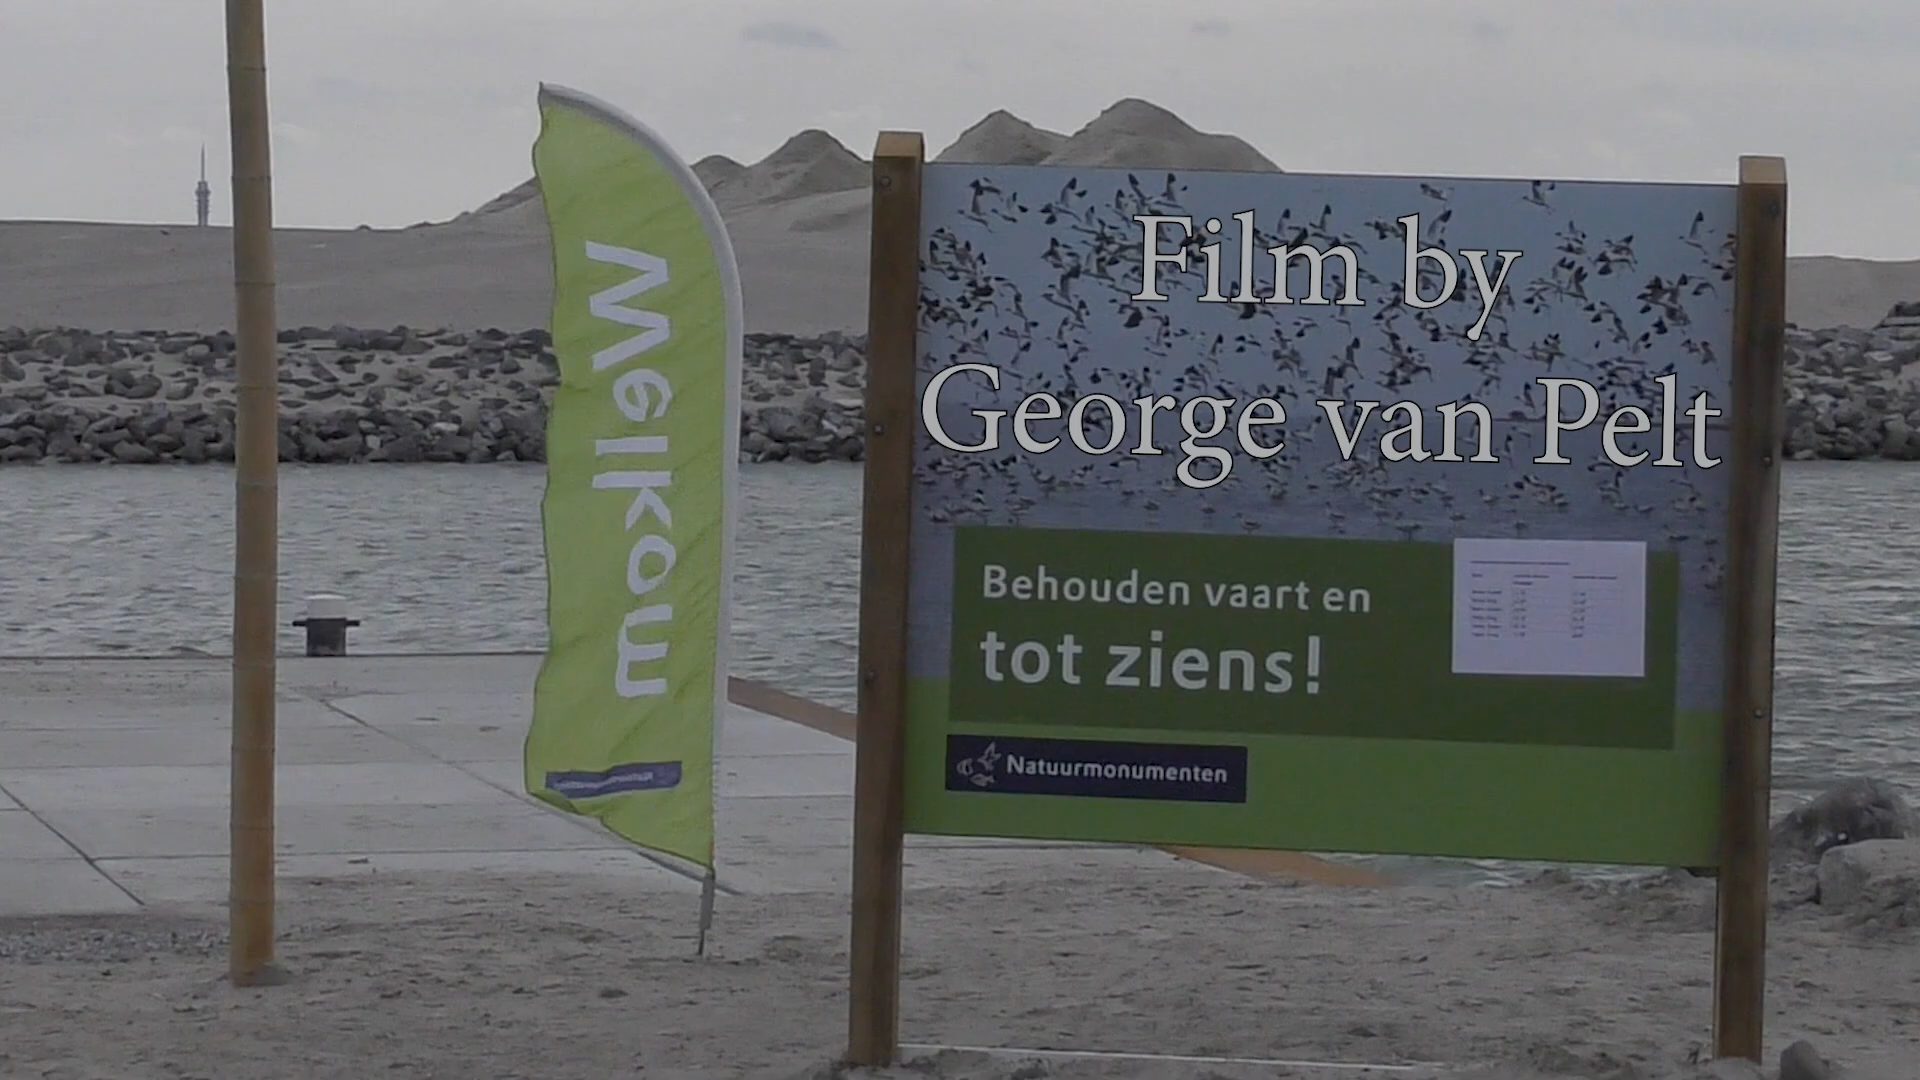 Welkom
Film by
George van Pelt
Behouden vaart en
tot ziens!
Natuurmonumenten